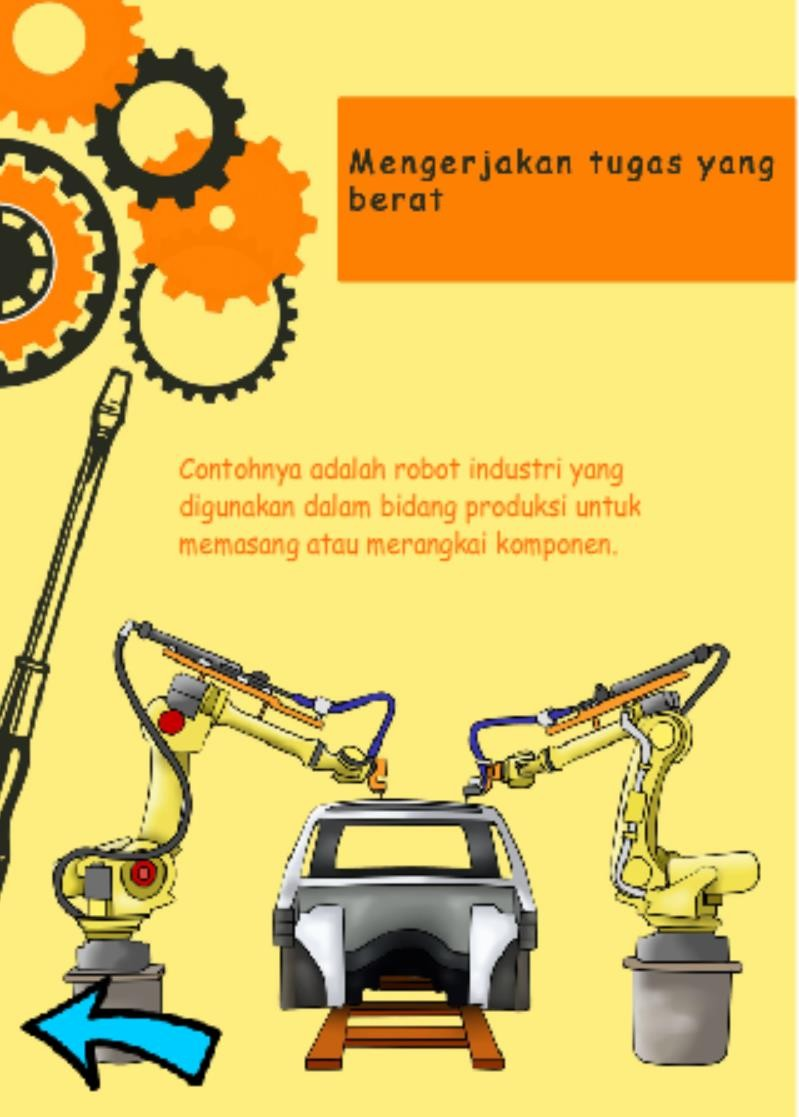 Mengerjakan tugas yang
berat
Contohnya adalah robot industri yang
digunakan dalam bidang produksi untuk
memasang atau merangkai komponen.